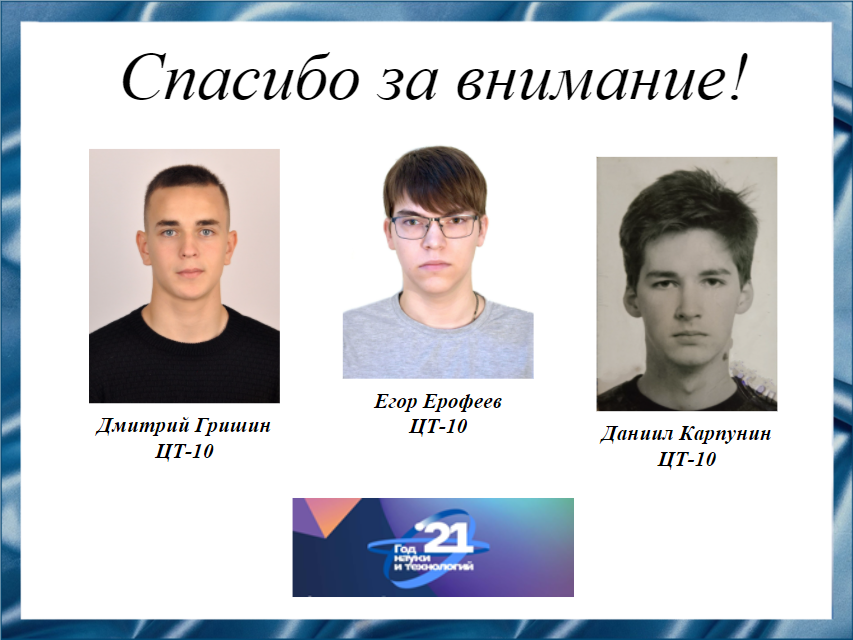 Спасибо за внимание!
Дмитрий Гришин
ЦТ-10
Егор Ерофеев
ЦТ-10
Даниил Карпунин
ЦТ-10
'21
Год
науки
и технологий